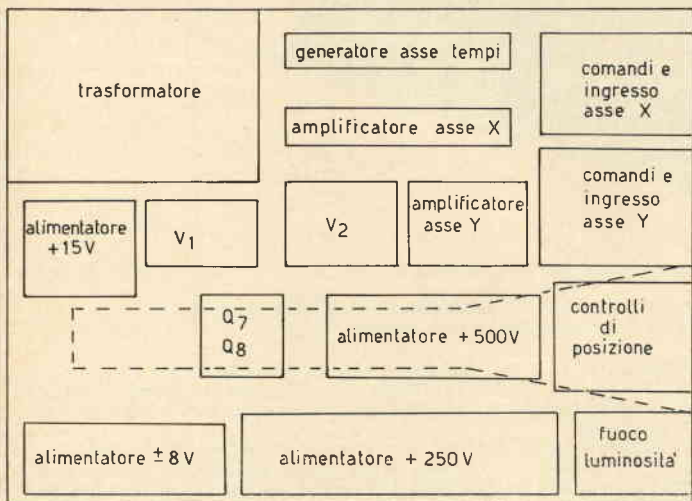 trasformatore
generatore asse tempi
amplificatore asse X
comandi e
ingresso
asse X
comandi e
ingresso
asse Y
alimentatore
+15V
V1
V2
amplificatore
asse Y
Q7
Q8
alimentatore + 500V
controlli
di
posizione
alimentatore ± 8V
alimentatore + 250V
fuoco
luminosita'